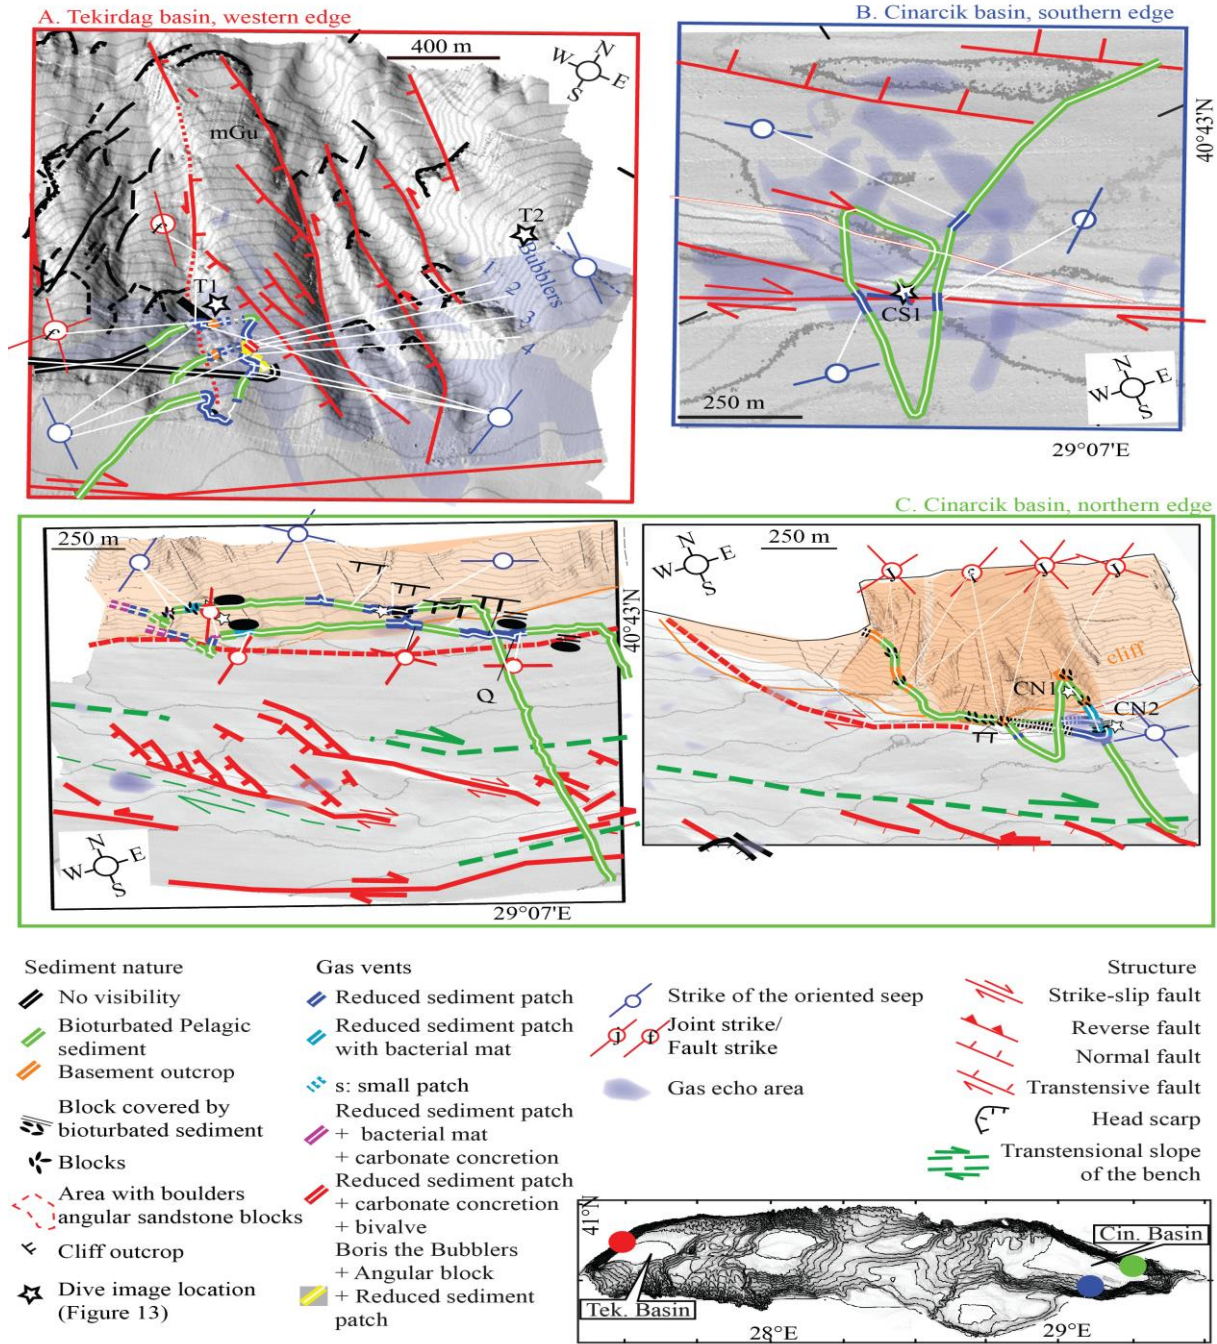 A. Tekirdag basin, western edge
B. Cinarcik basin, southern edge
400 m
N
W
E
S
mGu
T2
T1
Bubblers
1
2
3
4
f
f
40°43'N
CS1
N
W
E
S
250 m
29°07'E
C. Cinarcik basin, northern edge
250 m
N
W
E
S
250 m
J
f
J
J
40°43'N
cliff
CN1
CN2
Q
N
W
E
S
29°07'E
Sediment nature
No visibility
Bioturbated Pelagic
sediment
Basement outcrop
Block covered by
bioturbated sediment
Blocks
Area with boulders
angular sandstone blocks
Cliff outcrop
Dive image location
(Figure 13)
Gas vents
Reduced sediment patch
Reduced sediment patch
with bacterial mat
s: small patch
Reduced sediment patch
+ bacterial mat
+ carbonate concretion
Reduced sediment patch
+ carbonate concretion
+ bivalve
Boris the Bubblers
+ Angular block
+ Reduced sediment
patch
Strike of the oriented seep
j
f
Joint strike/
Fault strike
Gas echo area
Structure
Strike-slip fault
Reverse fault
Normal fault
Transtensive fault
Head scarp
Transtensional slope
of the bench
41°N
Cin. Basin
Tek. Basin
28°E
29°E